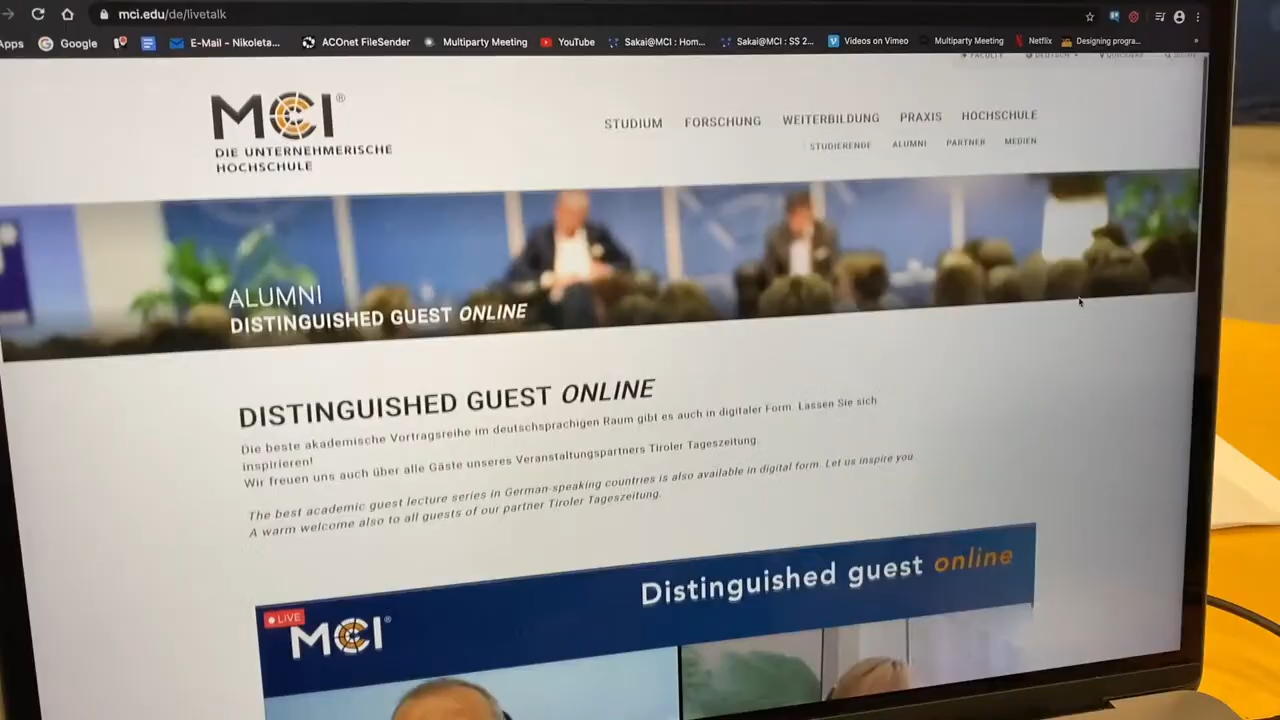 mci.edu/de/livetalk
Apps
Google
E-Mail - Nikoleta...
ACOnet FileSender
Multiparty Meeting
YouTube
Sakai@MCI : Hom...
Sakai@MCI : SS 2...
Videos on Vimeo
Multiparty Meeting
Netflix
Designing progra...
MCI®
DIE UNTERNEHMERISCHE
HOCHSCHULE
STUDIUM FORSCHUNG WEITERBILDUNG PRAXIS HOCHSCHULE
STUDIERENDE ALUMNI PARTNER MEDIEN
ALUMNI
DISTINGUISHED GUEST ONLINE
DISTINGUISHED GUEST ONLINE
Die beste akademische Vortragsreihe im deutschsprachigen Raum gibt es auch in digitaler Form. Lassen Sie sich
inspirieren!
Wir freuen uns auch über alle Gäste unseres Veranstaltungspartners Tiroler Tageszeitung.
The best academic guest lecture series in German-speaking countries is also available in digital form. Let us inspire you.
A warm welcome also to all guests of our partner Tiroler Tageszeitung.
Distinguished guest online
LIVE
MCI®